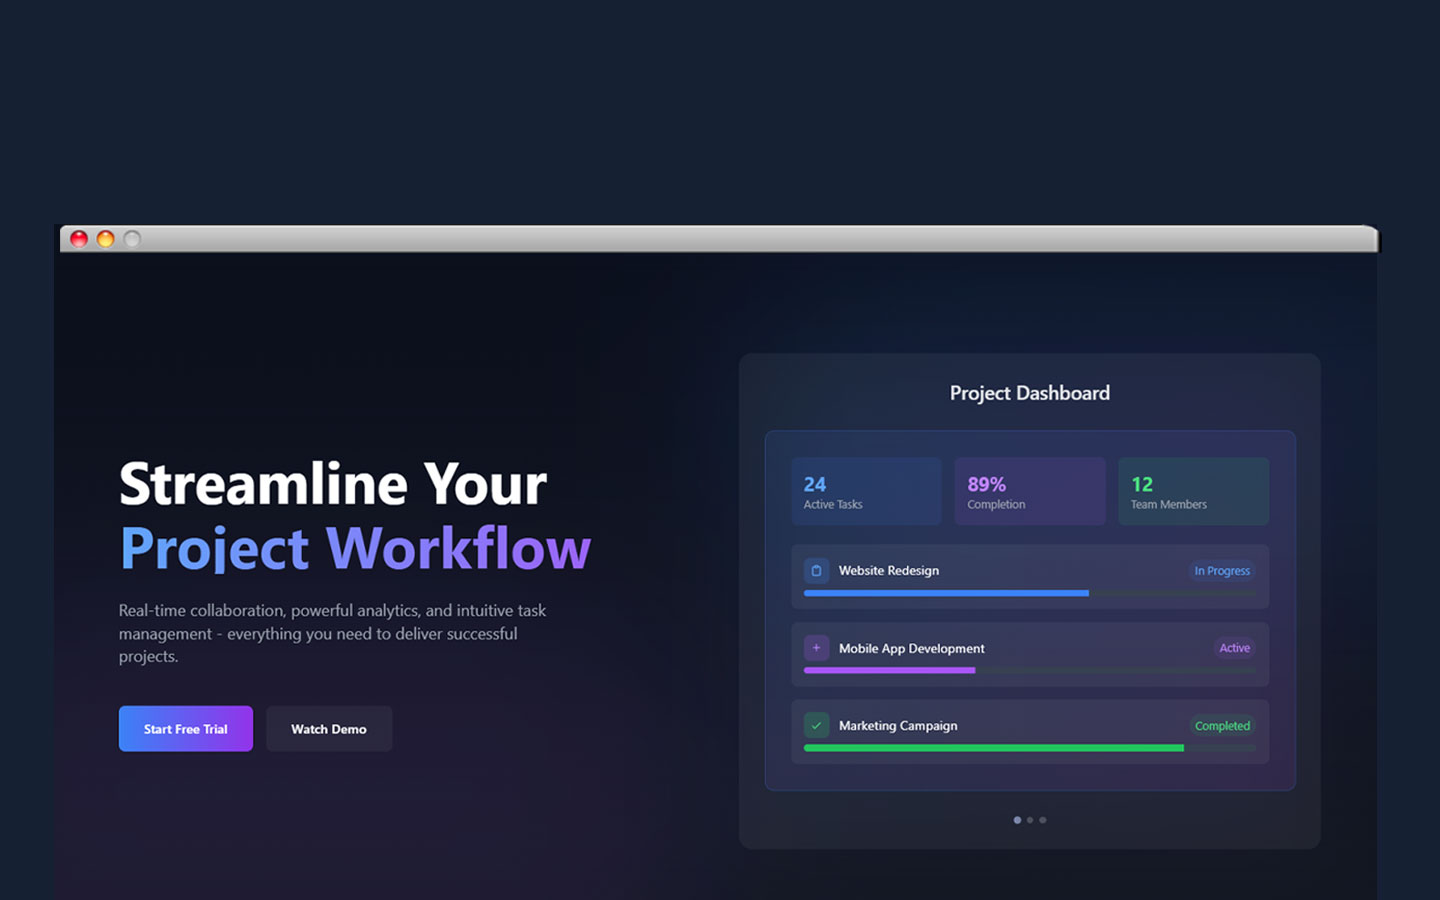 Streamline Your
Project Workflow
Real-time collaboration, powerful analytics, and intuitive task
management - everything you need to deliver successful
projects.
Start Free Trial
Watch Demo
Project Dashboard
24
Active Tasks
89%
Completion
12
Team Members
Website Redesign
In Progress
Mobile App Development
Active
Marketing Campaign
Completed